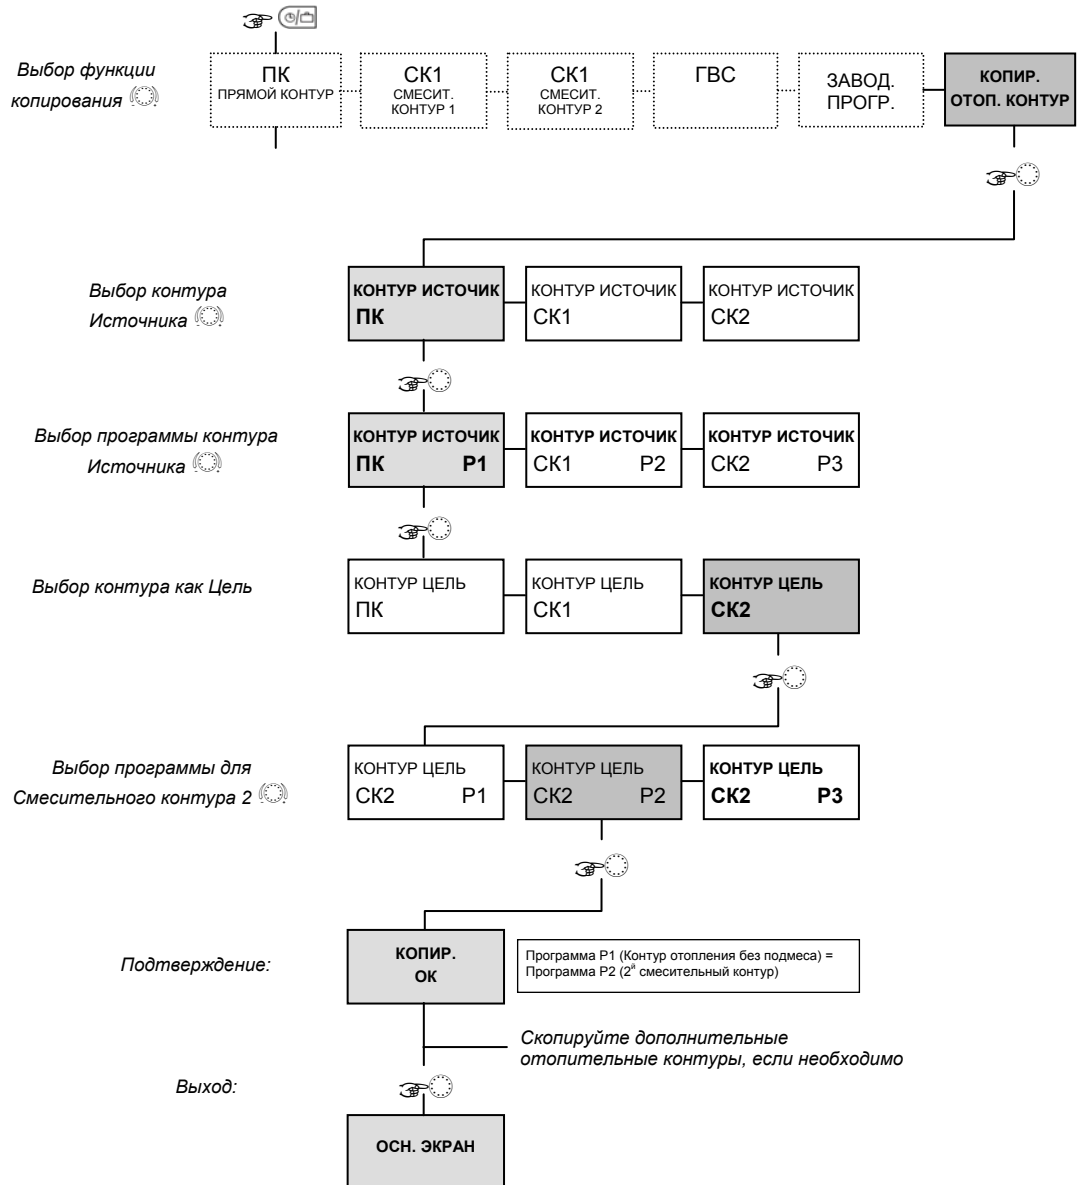 Выбор функции
копирования
ПК
ПРЯМОЙ КОНТУР
СК1
СМЕСИТ.
КОНТУР 1
СК1
СМЕСИТ.
КОНТУР 2
ГВС
ЗАВОД.
ПРОГР.
КОПИР.
ОТОП. КОНТУР
Выбор контура
Источника
КОНТУР ИСТОЧИК
ПК
КОНТУР ИСТОЧИК
СК1
КОНТУР ИСТОЧИК
СК2
Выбор программы контура
Источника
КОНТУР ИСТОЧИК
ПК P1
КОНТУР ИСТОЧИК
СК1 P2
КОНТУР ИСТОЧИК
СК2 P3
Выбор контура как Цель
КОНТУР ЦЕЛЬ
ПК
КОНТУР ЦЕЛЬ
СК1
КОНТУР ЦЕЛЬ
СК2
Выбор программы для
Смесительного контура 2
КОНТУР ЦЕЛЬ
СК2 P1
КОНТУР ЦЕЛЬ
СК2 P2
КОНТУР ЦЕЛЬ
СК2 P3
Подтверждение:
КОПИР.
ОК
Программа P1 (Контур отопления без подмеса) =
Программа P2 (2й смесительный контур)
Скопируйте дополнительные
отопительные контуры, если необходимо
Выход:
ОСН. ЭКРАН